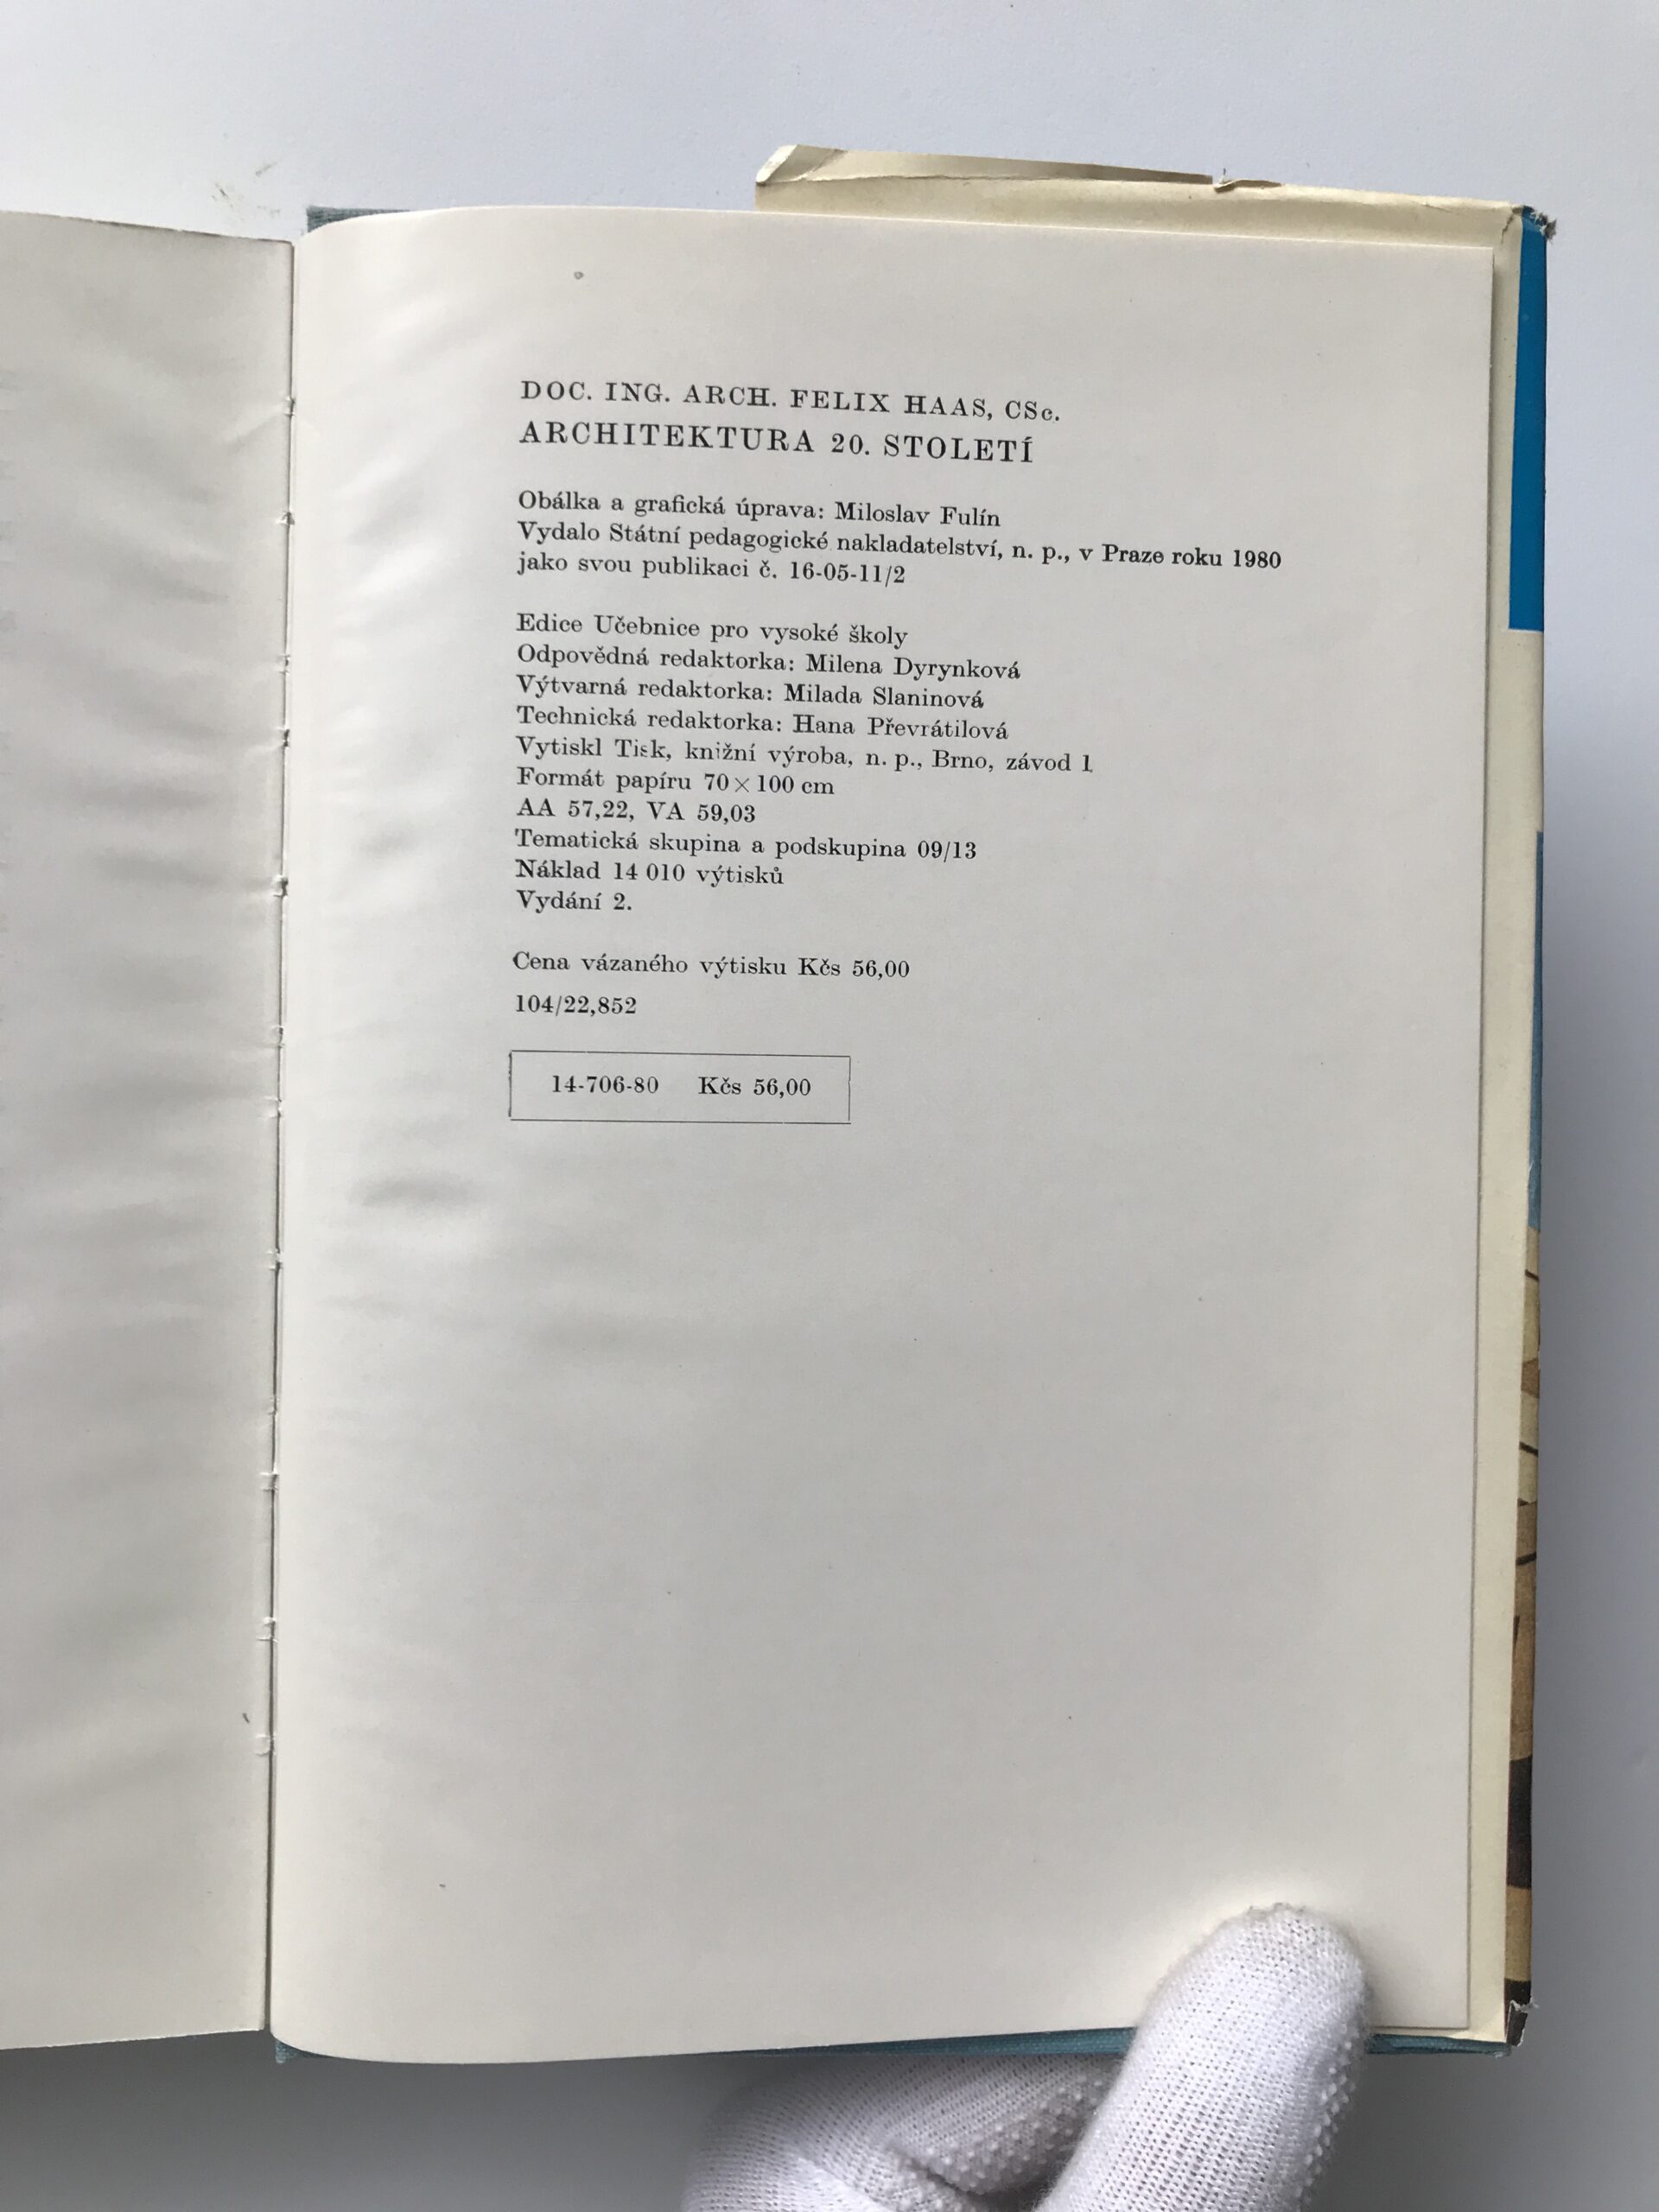 DOC. ING. ARCH. FELIX HAAS, CSc.
ARCHITEKTURA 20. STOLETÍ
Obálka a grafická úprava: Miloslav Fulín
Vydalo Státní pedagogické nakladatelství, n. p., v Praze roku 1980
jako svou publikaci č. 16-05-11/2
Edice Učebnice pro vysoké školy
Odpovědná redaktorka: Milena Dyrynková
Výtvarná redaktorka: Milada Slaninová
Technická redaktorka: Hana Převrátilová
Vytiskl Tisk, knižní výroba, n. p., Brno, závod 1
Formát papíru 70 × 100 cm
AA 57,22, VA 59,03
Tematická skupina a podskupina 09/13
Náklad 14 010 výtisků
Vydání 2.
Cena vázaného výtisku Kčs 56,00
104/22,852
14-706-80 Kčs 56,00